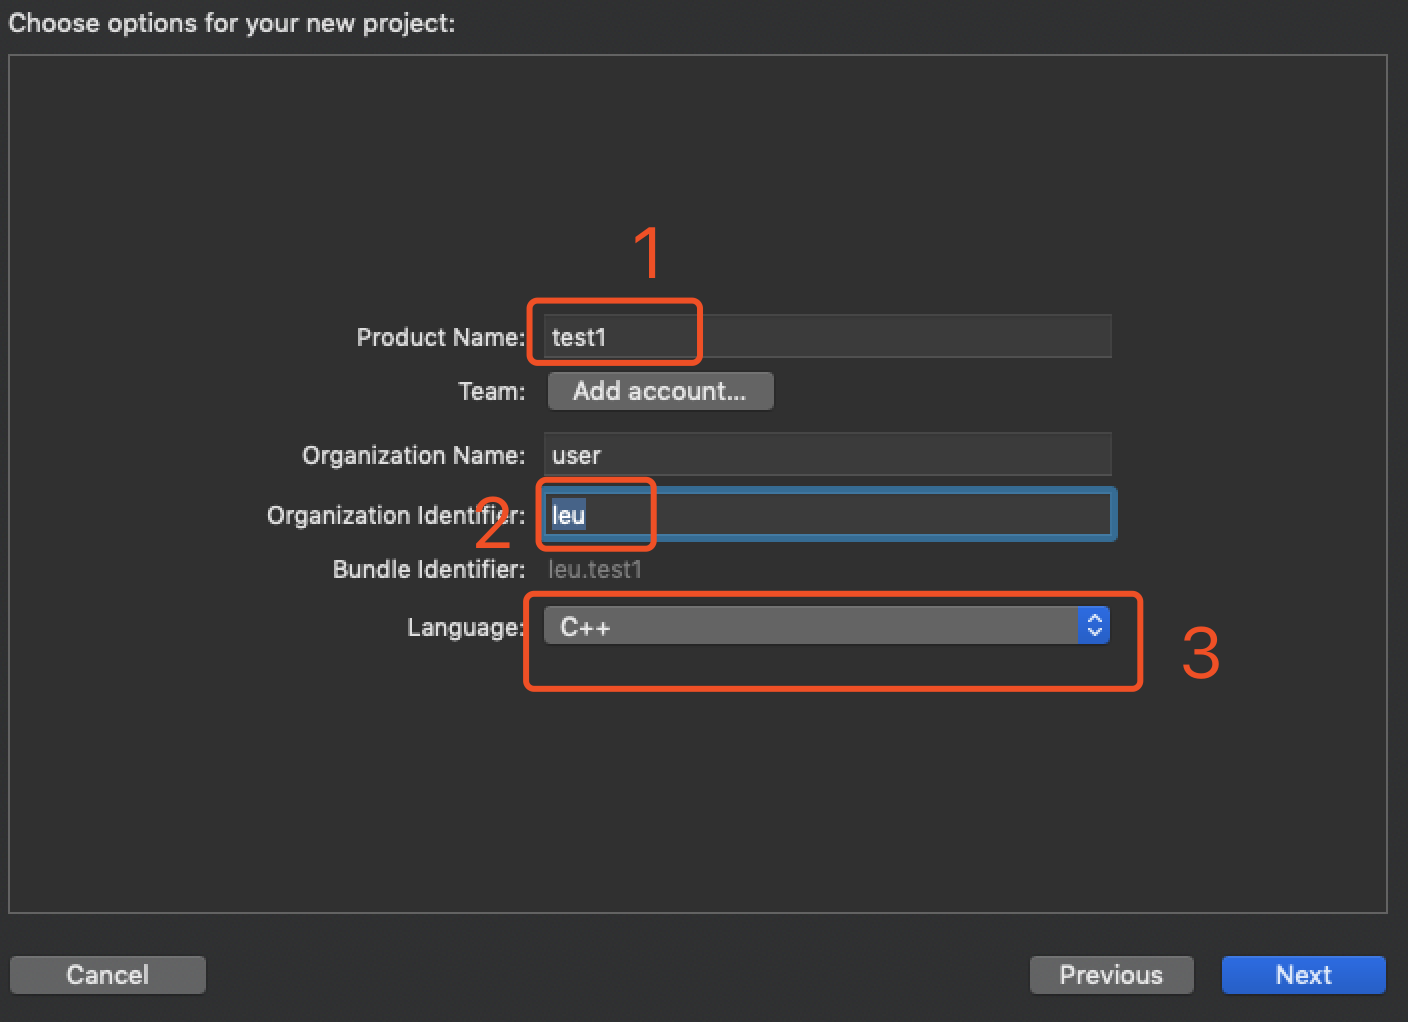 Choose options for your new project:
1
Product Name: test1
Team: Add account...
Organization Name: user
Organization Identifier: leu
2
Bundle Identifier: leu.test1
Language: C++
3
Cancel Previous Next